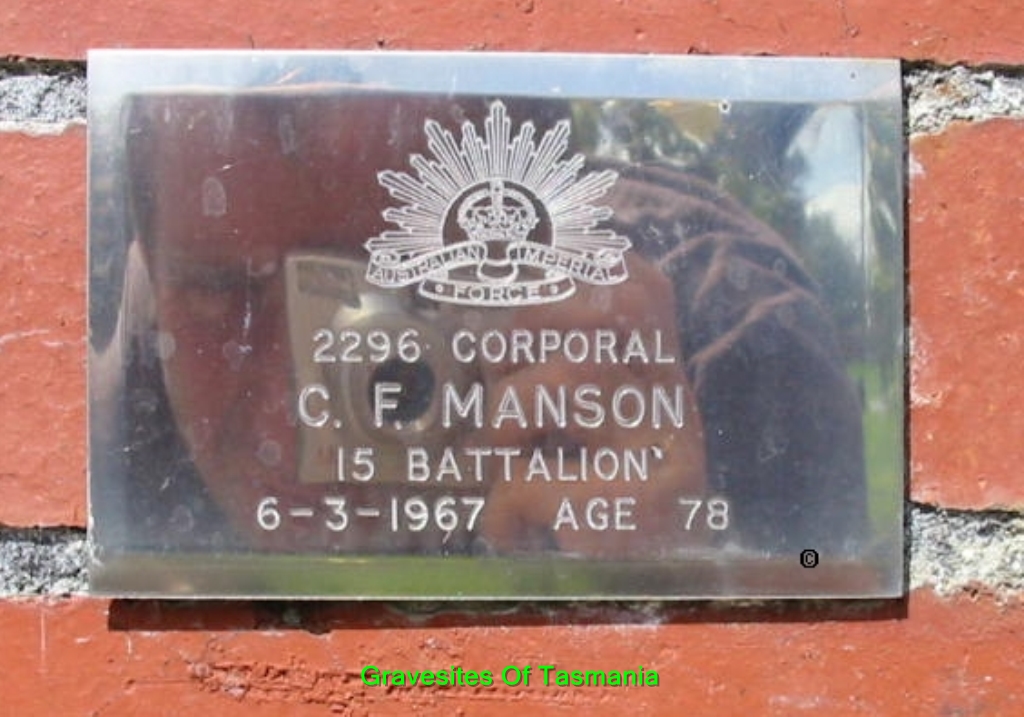 AUSTRALIAN IMPERIAL
FORCE
2296 CORPORAL
C. F. MANSON
15 BATTALION
6-3-1967 AGE 78
©
Gravesites Of Tasmania